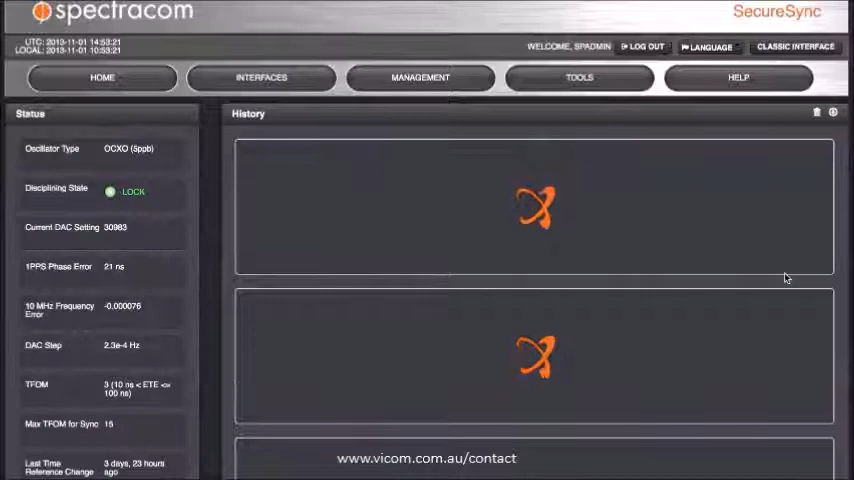 spectracom
SecureSync
UTC: 2013-11-01 14:53:21
LOCAL: 2013-11-01 10:53:21
WELCOME, SPADMIN
LOG OUT
LANGUAGE
CLASSIC INTERFACE
HOME
INTERFACES
MANAGEMENT
TOOLS
HELP
Status
History
Oscillator Type OCXO (5ppb)
Disciplining State LOCK
Current DAC Setting 30983
1PPS Phase Error 21 ns
10 MHz Frequency -0.000076
Error
DAC Step 2.3e-4 Hz
TFOM 3 (10 ns < ETE <=
100 ns)
Max TFOM for Sync 15
Last Time 3 days, 23 hours
Reference Change ago
www.vicom.com.au/contact